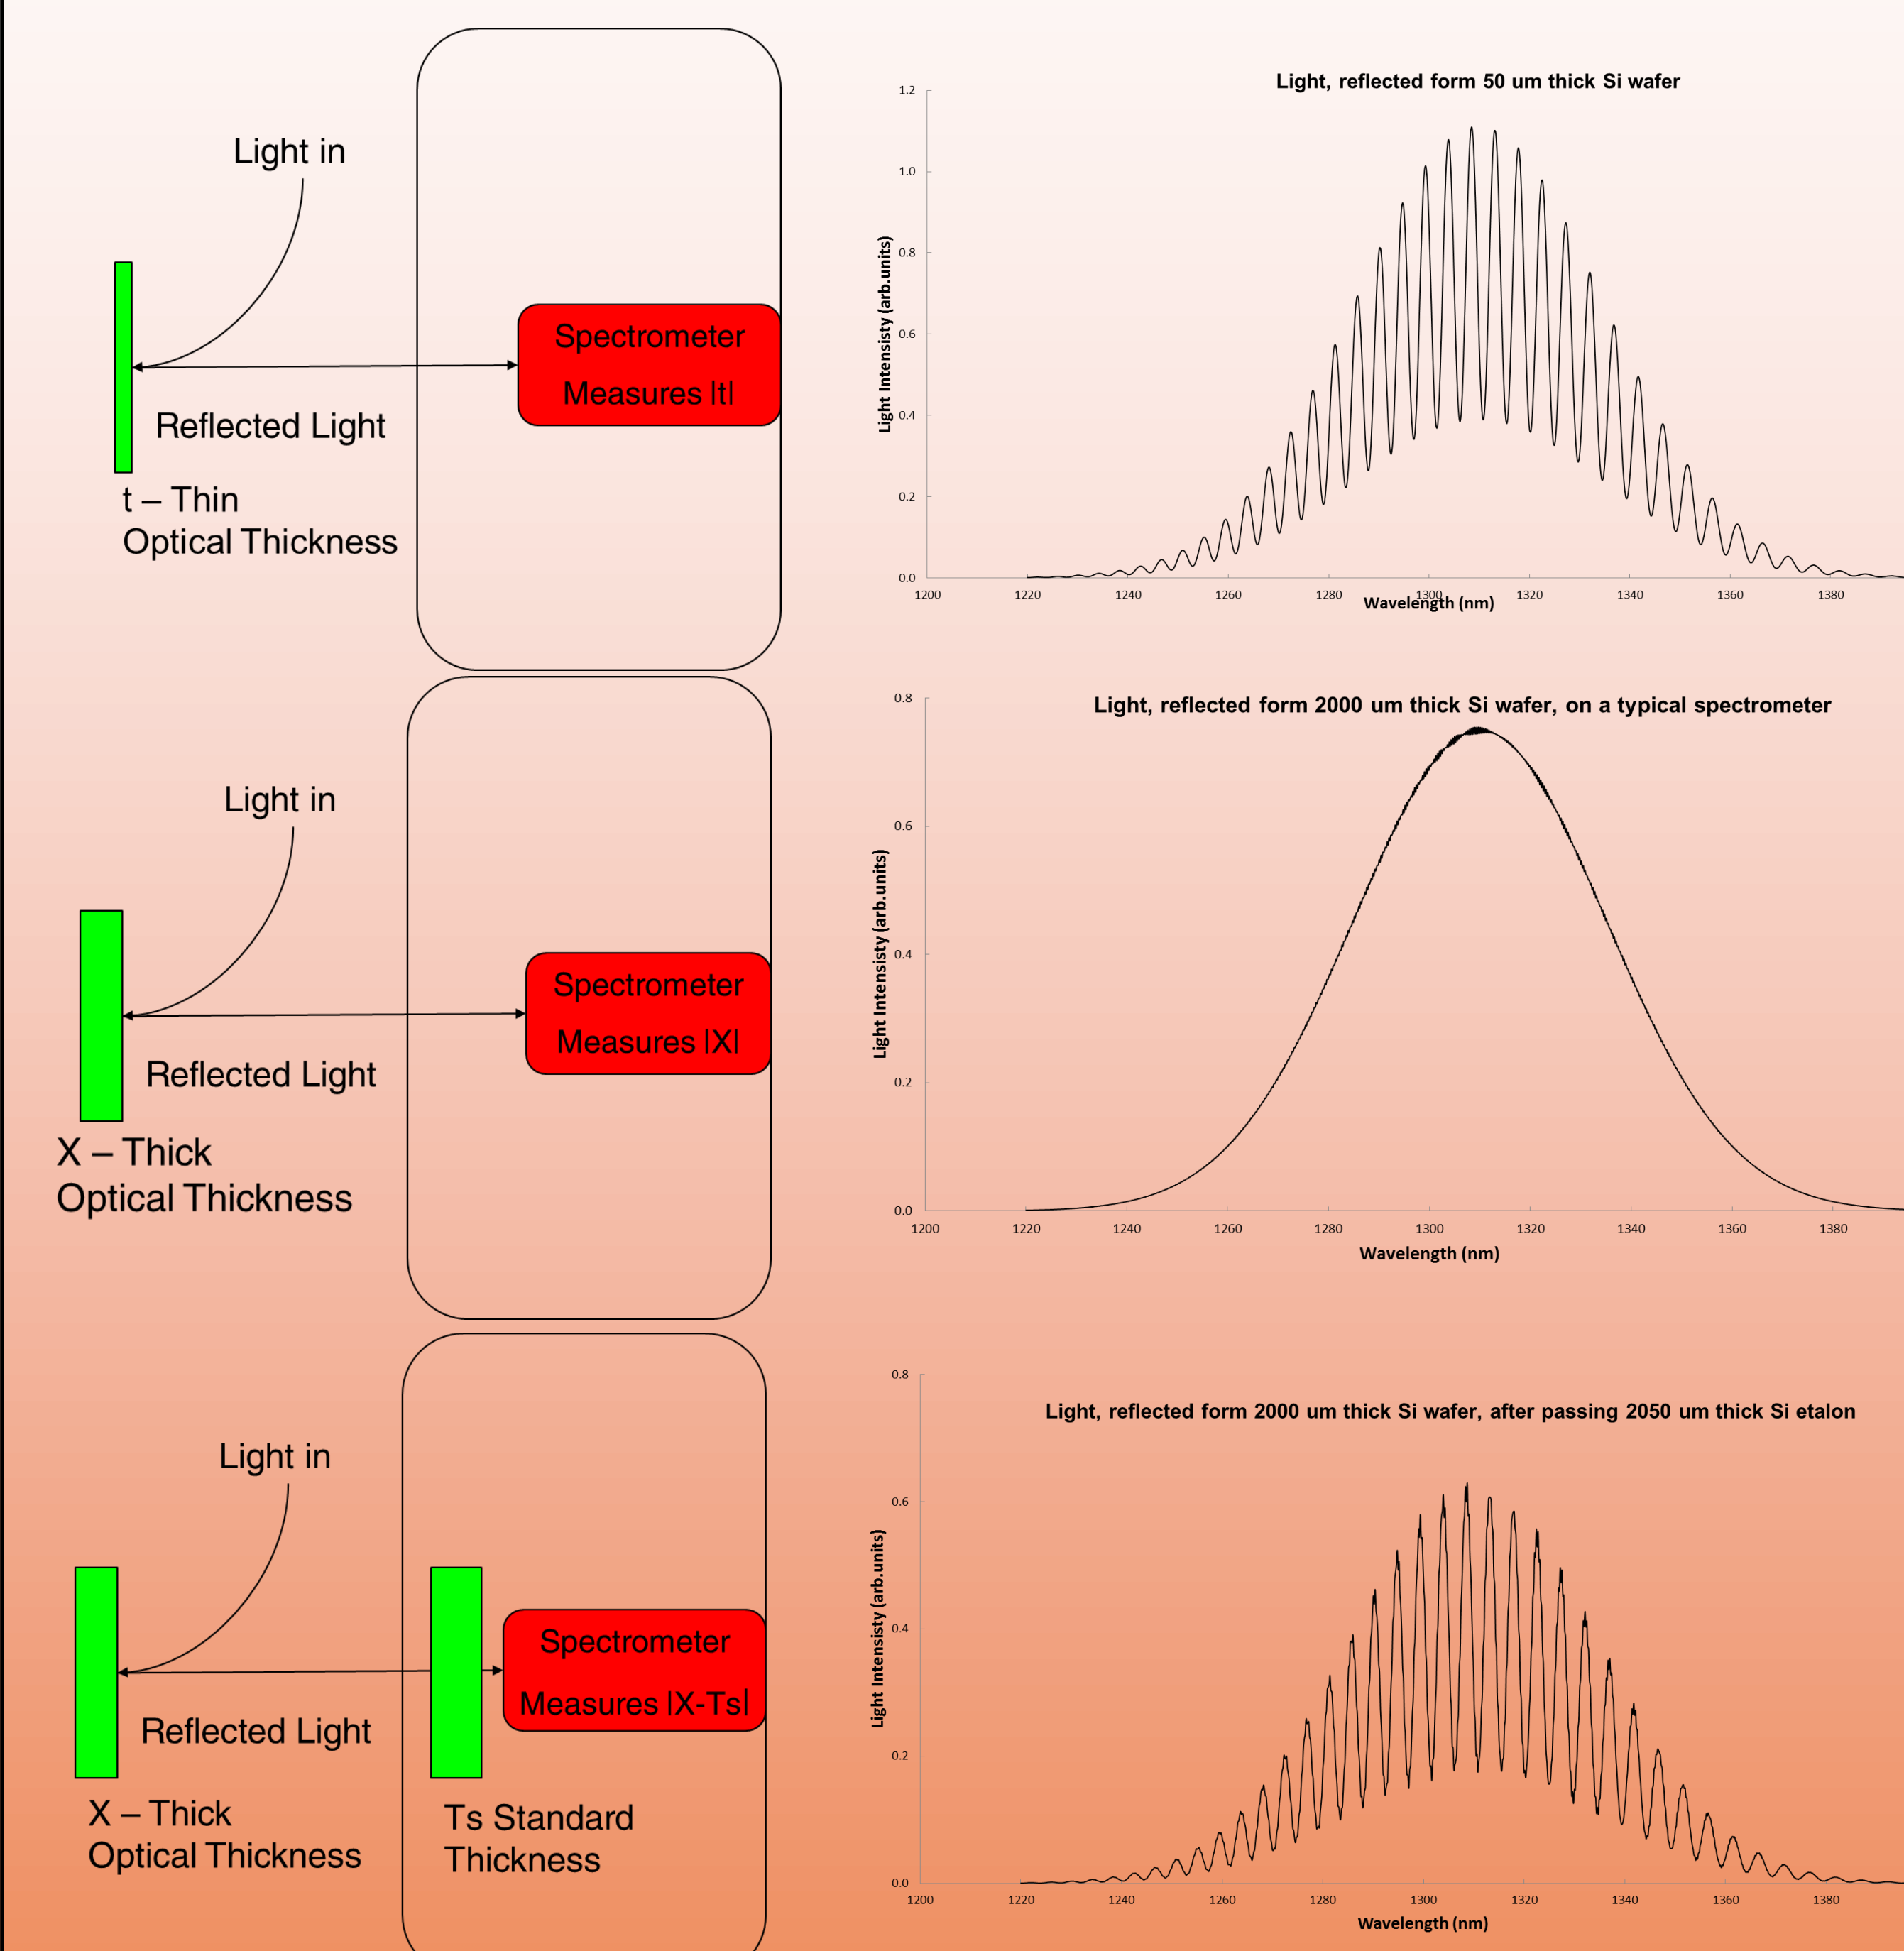 Light in
Spectrometer
Measures |t|
Reflected Light
t – Thin
Optical Thickness
Light, reflected form 50 um thick Si wafer
Light Intensisty (arb.units)
1.2
1.0
0.8
0.6
0.4
0.2
0.0
1200 1220 1240 1260 1280 1300 1320 1340 1360 1380
Wavelength (nm)
Light in
Spectrometer
Measures |X|
Reflected Light
X – Thick
Optical Thickness
Light, reflected form 2000 um thick Si wafer, on a typical spectrometer
Light Intensisty (arb.units)
0.8
0.6
0.4
0.2
0.0
1200 1220 1240 1260 1280 1300 1320 1340 1360 1380
Wavelength (nm)
Light in
Spectrometer
Measures |X-Ts|
Reflected Light
X – Thick
Optical Thickness
Ts Standard
Thickness
Light, reflected form 2000 um thick Si wafer, after passing 2050 um thick Si etalon
Light Intensisty (arb.units)
0.8
0.6
0.4
0.2
0.0
1200 1220 1240 1260 1280 1300 1320 1340 1360 1380
Wavelength (nm)